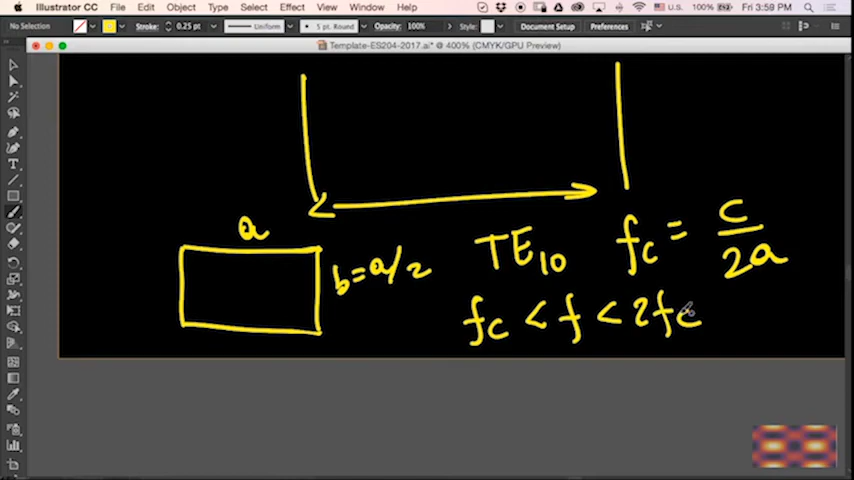 Illustrator CC File Edit Object Type Select Effect View Window Help U.S. 100% Fri 3:59 PM
No Selection Stroke: 0.25 pt Uniform 5 pt. Round Opacity: 100% Style: Document Setup Preferences
Template-ES204-2017.ai* @ 400% (CMYK/GPU Preview)
a
b = a/2
TE10 fc = c/2a
fc < f < 2fc